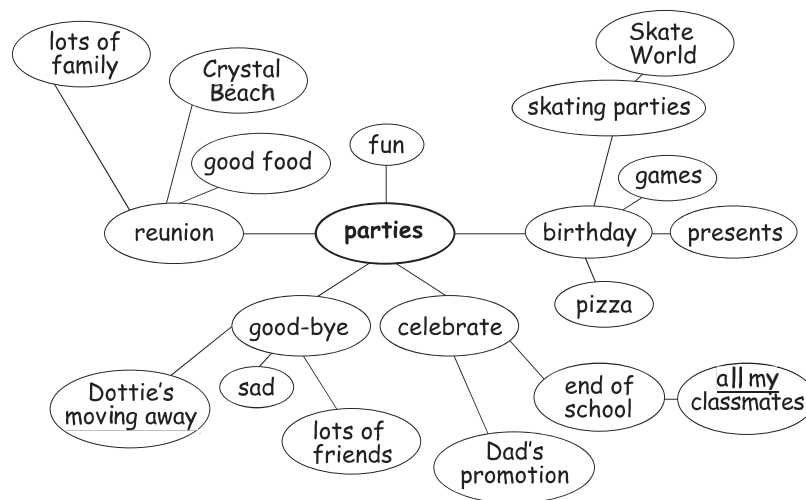 lots of
family
Crystal
Beach
good food
fun
Skate
World
skating parties
games
reunion
parties
birthday
presents
pizza
good-bye
celebrate
Dottie's
moving away
sad
lots of
friends
Dad's
promotion
end of
school
all my
classmates